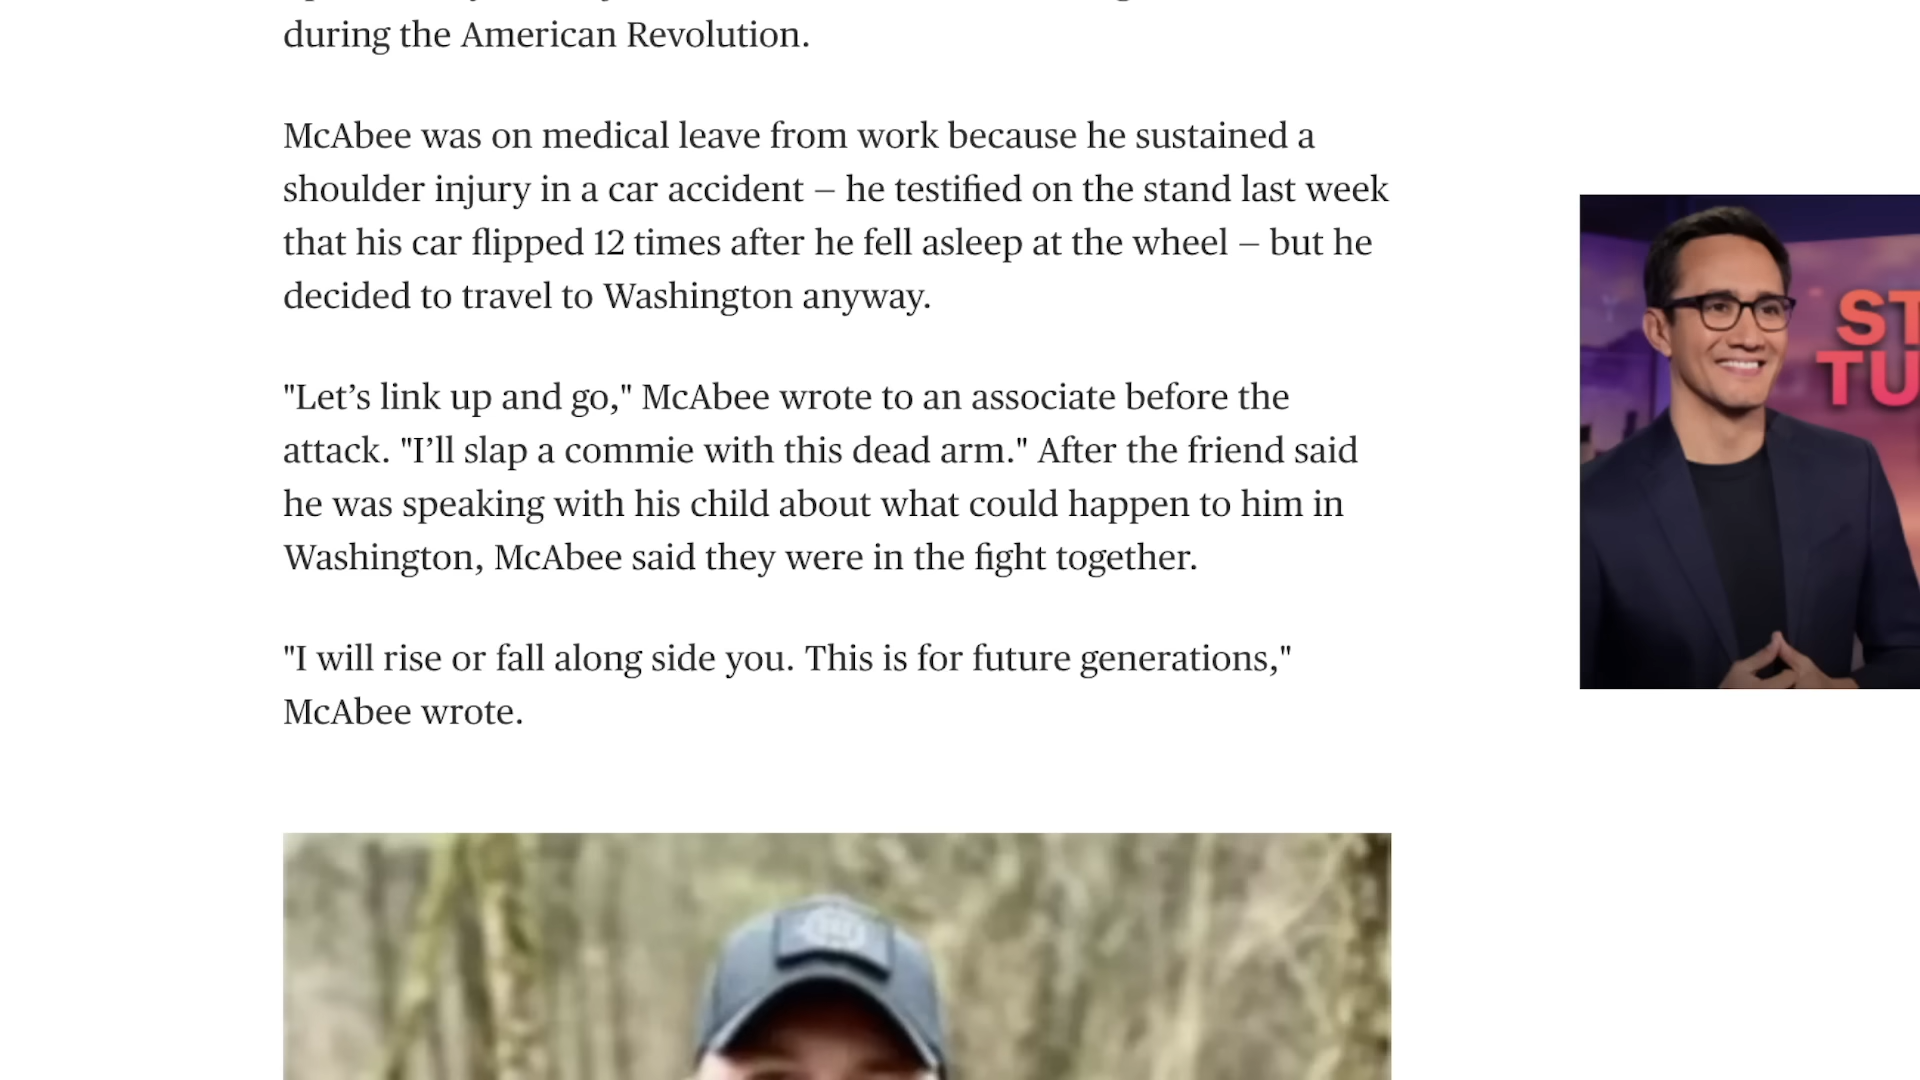 during the American Revolution.
McAbee was on medical leave from work because he sustained a
shoulder injury in a car accident – he testified on the stand last week
that his car flipped 12 times after he fell asleep at the wheel – but he
decided to travel to Washington anyway.
"Let’s link up and go," McAbee wrote to an associate before the
attack. "I’ll slap a commie with this dead arm." After the friend said
he was speaking with his child about what could happen to him in
Washington, McAbee said they were in the fight together.
"I will rise or fall along side you. This is for future generations,"
McAbee wrote.
ST
TU